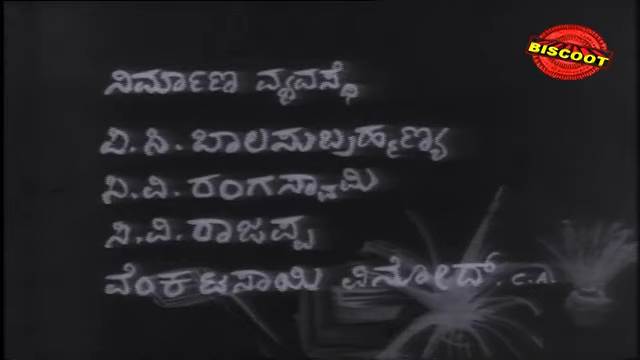 BISCOOT
ನಿರ್ಮಾಣ ವ್ಯವಸ್ಥೆ
ವಿ. ಸಿ. ಬಾಲಸುಬ್ರಹ್ಮಣ್ಯ
ಸಿ. ವಿ. ರಂಗಸ್ವಾಮಿ
ಸಿ. ವಿ. ರಾಜಪ್ಪ
ವೆಂಕಟಸಾಯಿ ವಿನೋದ್. C.A.